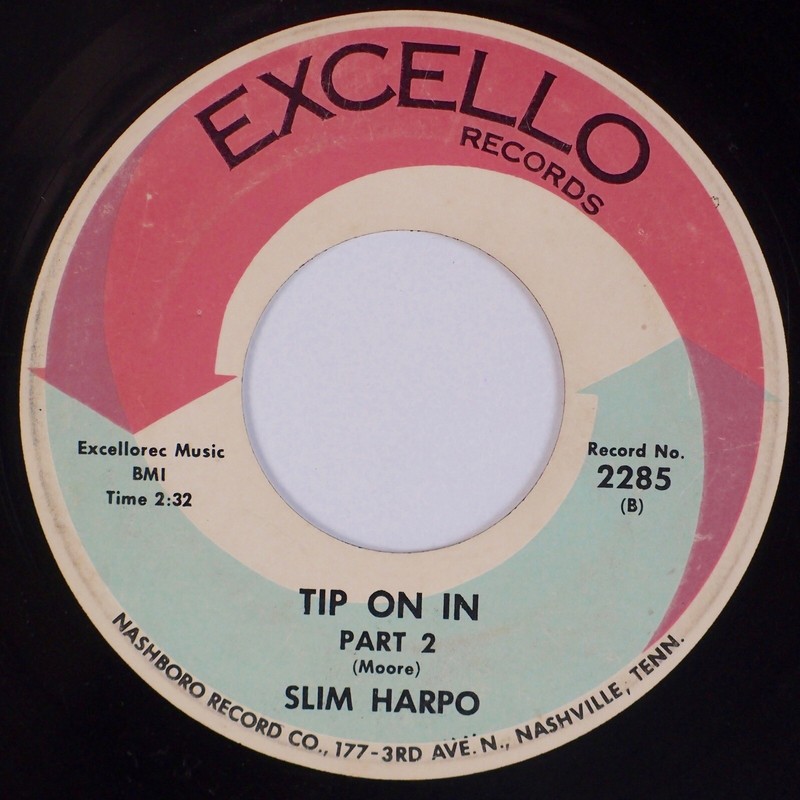 EXCELLO
RECORDS
Excellorec Music
BMI
Time 2:32
Record No.
2285
(B)
TIP ON IN
PART 2
(Moore)
SLIM HARPO
NASHBORO RECORD CO., 177-3RD AVE. N., NASHVILLE, TENN.